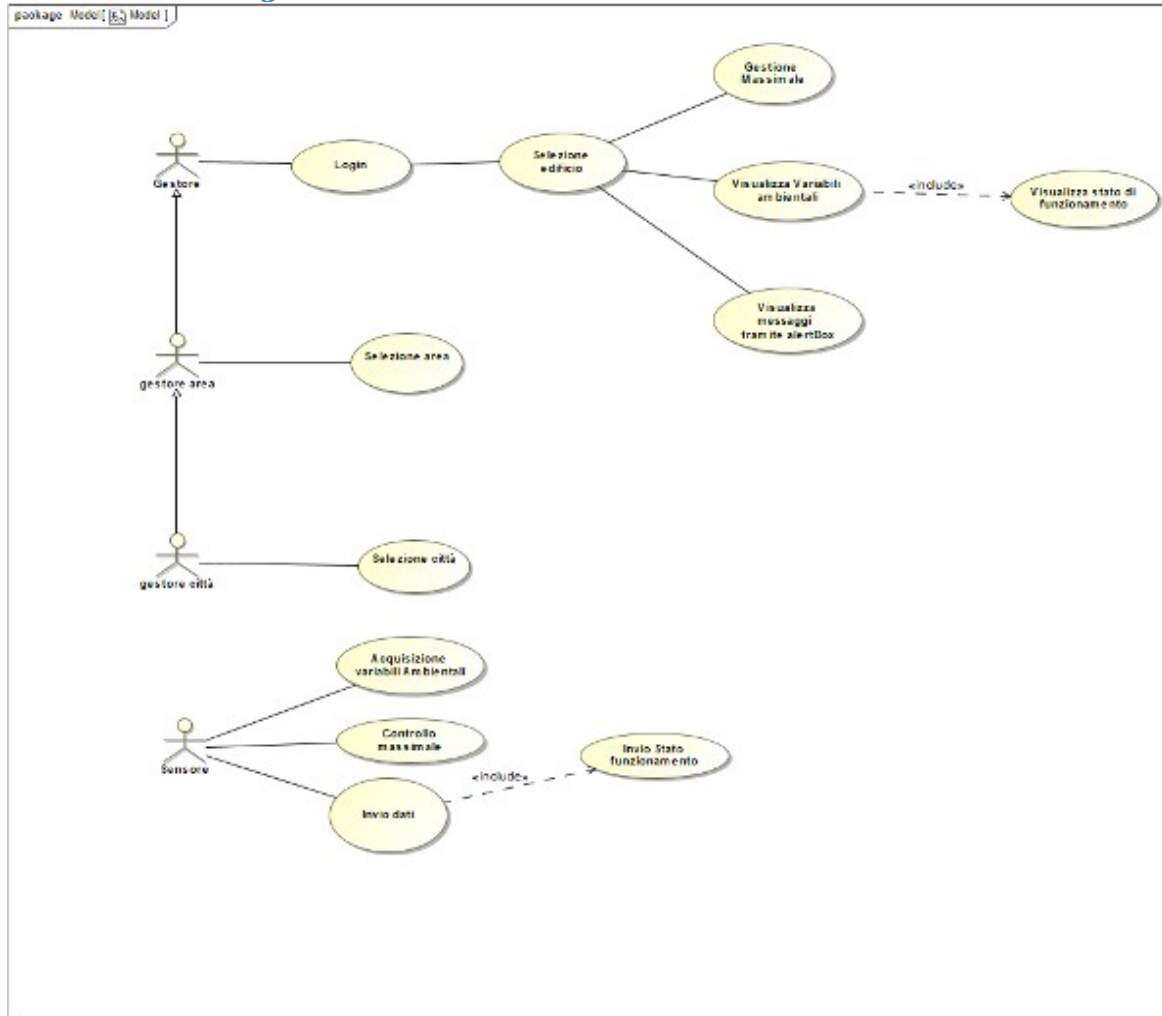 package Model[ Model ]
Gestione
Massimale
Gestore
Login
Selezione
edificio
Visualizza Variabili
ambientali
«include»
Visualizza stato di
funzionamento
Visualizza
messaggi
tramite alertBox
gestore area
Selezione area
gestore città
Selezione città
Acquisizione
variabili Ambientali
Sensore
Controllo
massimale
Invio dati
«include»
Invio Stato
funzionamento